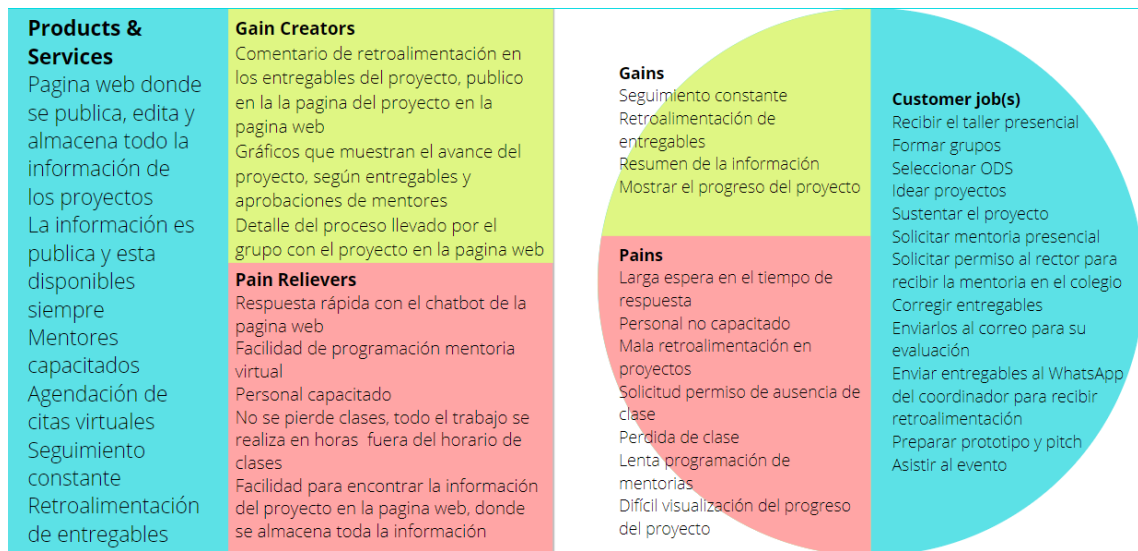 Products &
Services
Pagina web donde
se publica, edita y
almacena todo la
información de
los proyectos
La información es
publica y esta
disponibles
siempre
Mentores
capacitados
Agendación de
citas virtuales
Seguimiento
constante
Retroalimentación
de entregables
Gain Creators
Comentario de retroalimentación en
los entregables del proyecto, publico
en la la pagina del proyecto en la
pagina web
Gráficos que muestran el avance del
proyecto, según entregables y
aprobaciones de mentores
Detalle del proceso llevado por el
grupo con el proyecto en la pagina web
Pain Relievers
Respuesta rápida con el chatbot de la
pagina web
Facilidad de programación mentoria
virtual
Personal capacitado
No se pierde clases, todo el trabajo se
realiza en horas fuera del horario de
clases
Facilidad para encontrar la información
del proyecto en la pagina web, donde
se almacena toda la información
Gains
Seguimiento constante
Retroalimentación de
entregables
Resumen de la información
Mostrar el progreso del proyecto
Pains
Larga espera en el tiempo de
respuesta
Personal no capacitado
Mala retroalimentación en
proyectos
Solicitud permiso de ausencia de
clase
Perdida de clase
Lenta programación de
mentorias
Difícil visualización del progreso
del proyecto
Customer job(s)
Recibir el taller presencial
Formar grupos
Seleccionar ODS
Idear proyectos
Sustentar el proyecto
Solicitar mentoria presencial
Solicitar permiso al rector para
recibir la mentoria en el colegio
Corregir entregables
Enviarlos al correo para su
evaluación
Enviar entregables al WhatsApp
del coordinador para recibir
retroalimentación
Preparar prototipo y pitch
Asistir al evento